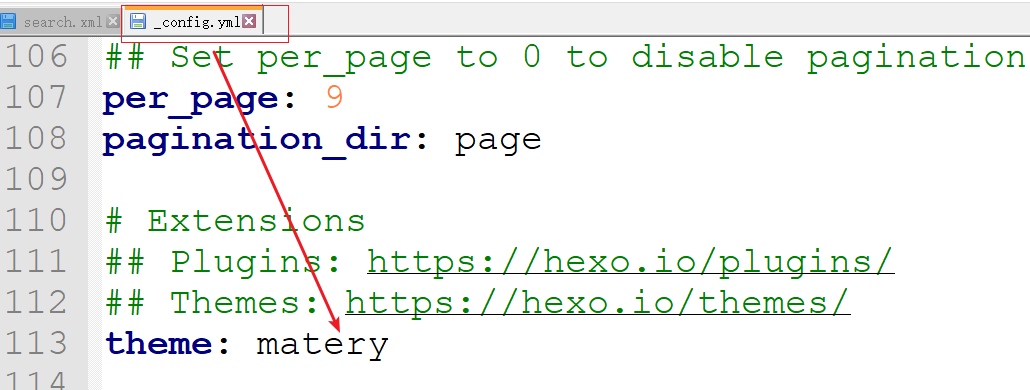 search.xml _config.yml
106 ## Set per_page to 0 to disable pagination
107 per_page: 9
108 pagination_dir: page
109
110 # Extensions
111 ## Plugins: https://hexo.io/plugins/
112 ## Themes: https://hexo.io/themes/
113 theme: matery
114